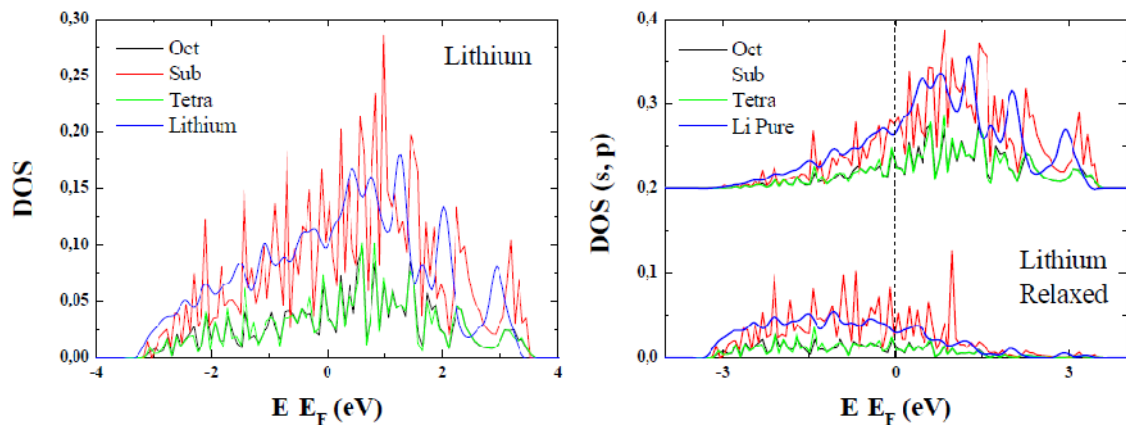 0,30
0,25
0,20
0,15
0,10
0,05
0,00
DOS
Oct
Sub
Tetra
Lithium
Lithium
-4
-2
0
2
4
E E_F (eV)
0,4
0,3
0,2
0,1
0,0
DOS (s, p)
Oct
Sub
Tetra
Li Pure
Lithium
Relaxed
-3
0
3
E E_F (eV)